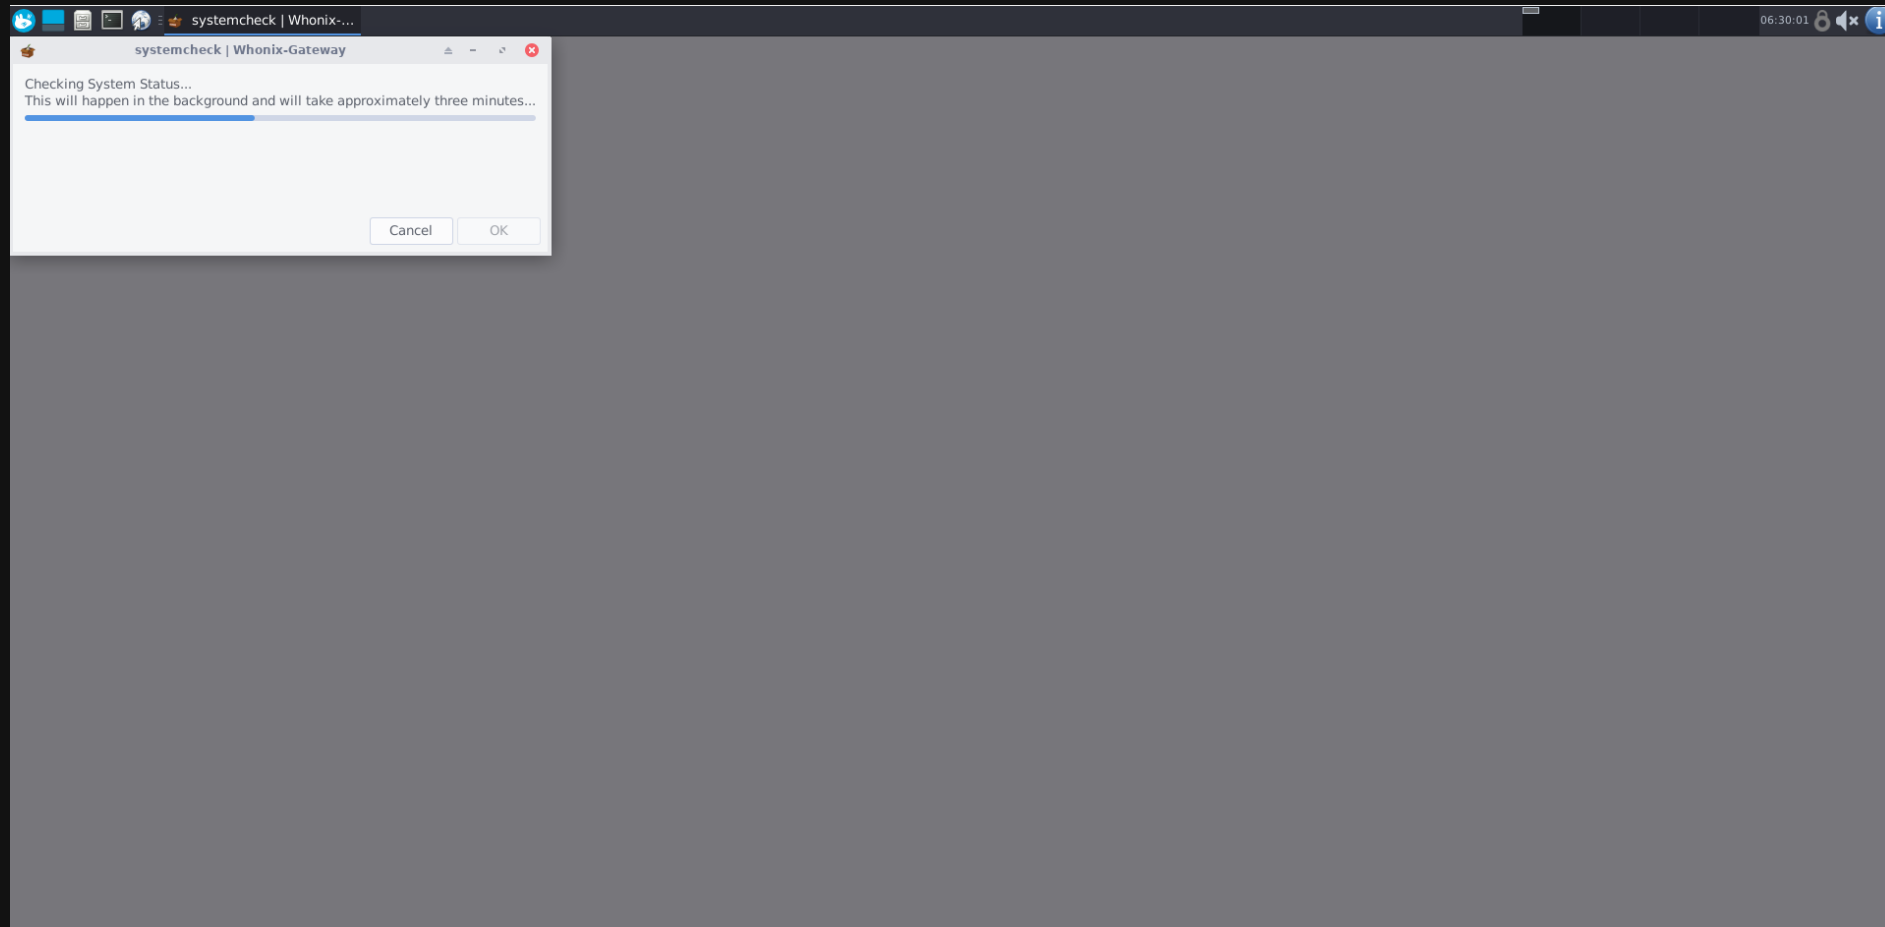 systemcheck | Whonix-...
06:30:01
systemcheck | Whonix-Gateway
Checking System Status...
This will happen in the background and will take approximately three minutes...
Cancel
OK